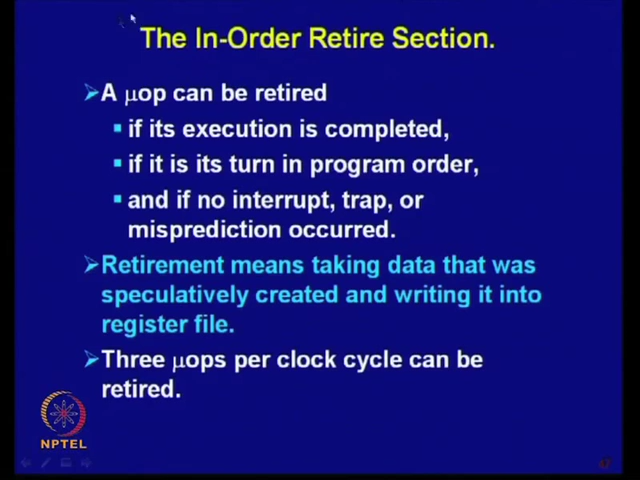 The In-Order Retire Section.
A μop can be retired
if its execution is completed,
if it is its turn in program order,
and if no interrupt, trap, or
misprediction occurred.
Retirement means taking data that was
speculatively created and writing it into
register file.
Three μops per clock cycle can be
retired.
NPTEL